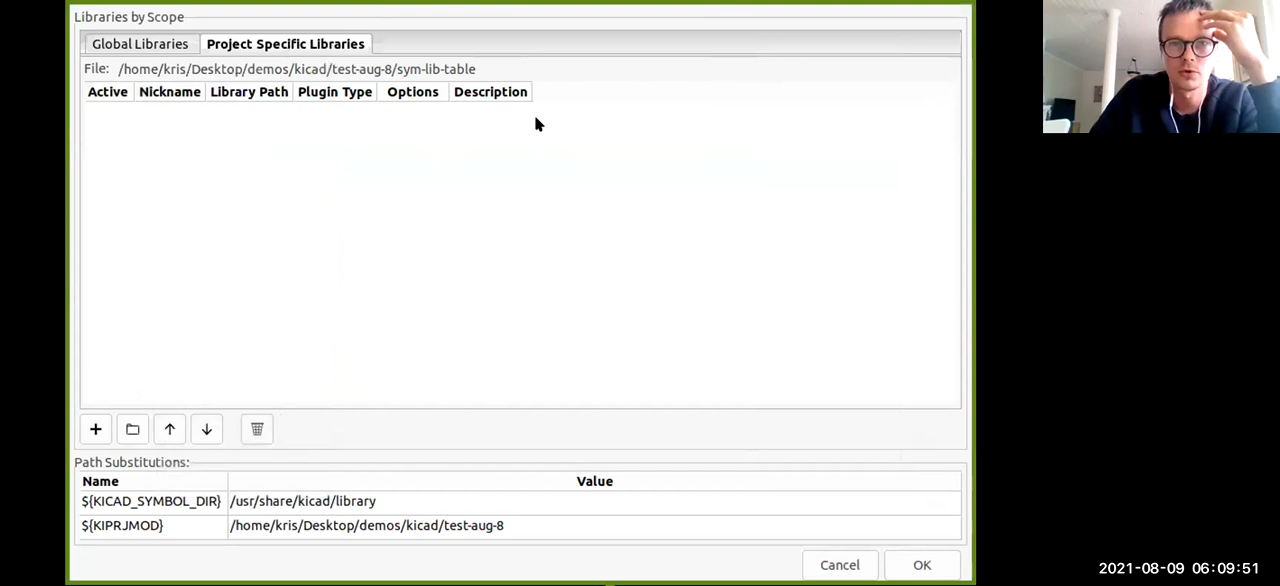 Libraries by Scope
Global Libraries Project Specific Libraries
File: /home/kris/Desktop/demos/kicad/test-aug-8/sym-lib-table
Active Nickname Library Path Plugin Type Options Description
Path Substitutions:
Name Value
${KICAD_SYMBOL_DIR} /usr/share/kicad/library
${KIPRJMOD} /home/kris/Desktop/demos/kicad/test-aug-8
Cancel OK
2021-08-09 06:09:51